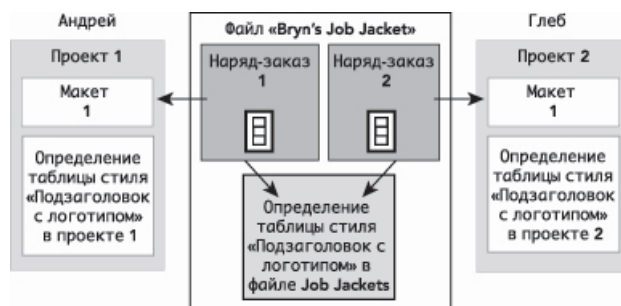 Андрей
Проект 1
Макет
1
Определение
таблицы стиля
«Подзаголовок
с логотипом»
в проекте 1
Файл «Bryn's Job Jacket»
Наряд-заказ
1
Наряд-заказ
2
Определение
таблицы стиля
«Подзаголовок с
логотипом» в
файле Job Jackets
Глеб
Проект 2
Макет
1
Определение
таблицы стиля
«Подзаголовок
с логотипом»
в проекте 2